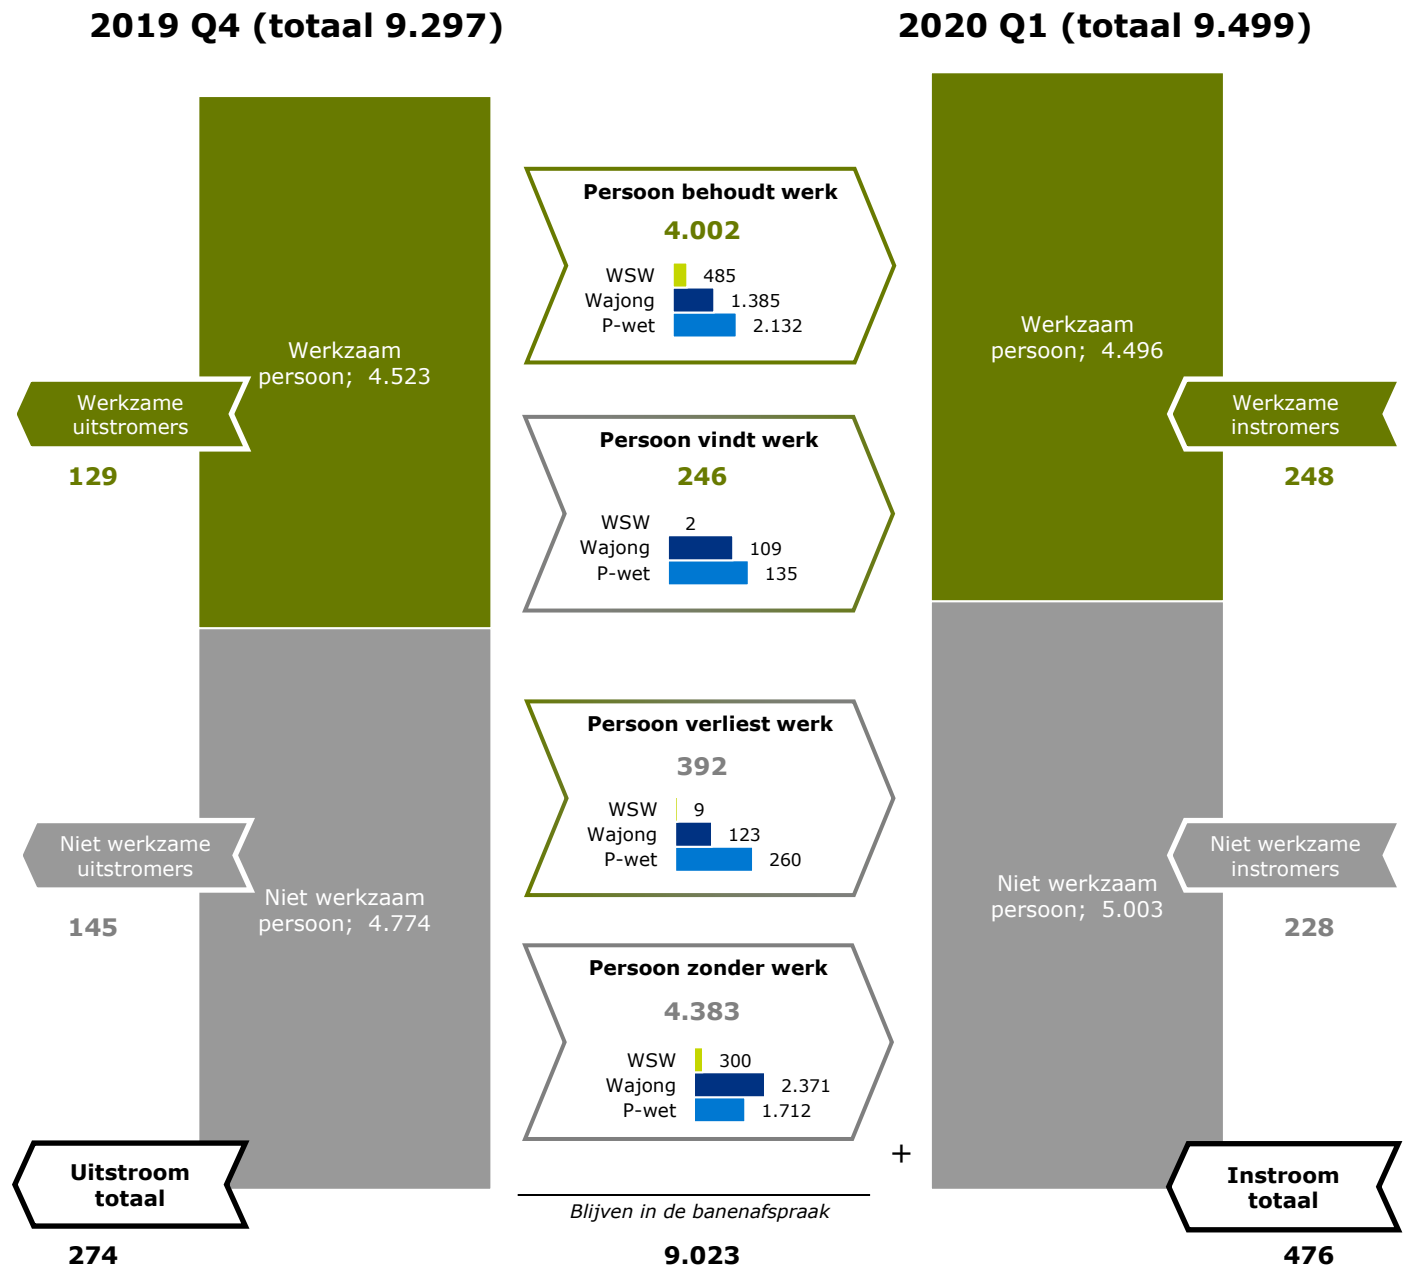 2019 Q4 (totaal 9.297)
2020 Q1 (totaal 9.499)
Werkzaam
persoon; 4.523
Werkzame
uitstromers
129
Niet werkzame
uitstromers
145
Niet werkzaam
persoon; 4.774
Uitstroom
totaal
274
Persoon behoudt werk
4.002
WSW 485
Wajong 1.385
P-wet 2.132
Persoon vindt werk
246
WSW 2
Wajong 109
P-wet 135
Persoon verliest werk
392
WSW 9
Wajong 123
P-wet 260
Persoon zonder werk
4.383
WSW 300
Wajong 2.371
P-wet 1.712
+
Blijven in de banenafspraak
9.023
Werkzaam
persoon; 4.496
Werkzame
instromers
248
Niet werkzame
instromers
228
Niet werkzaam
persoon; 5.003
Instroom
totaal
476